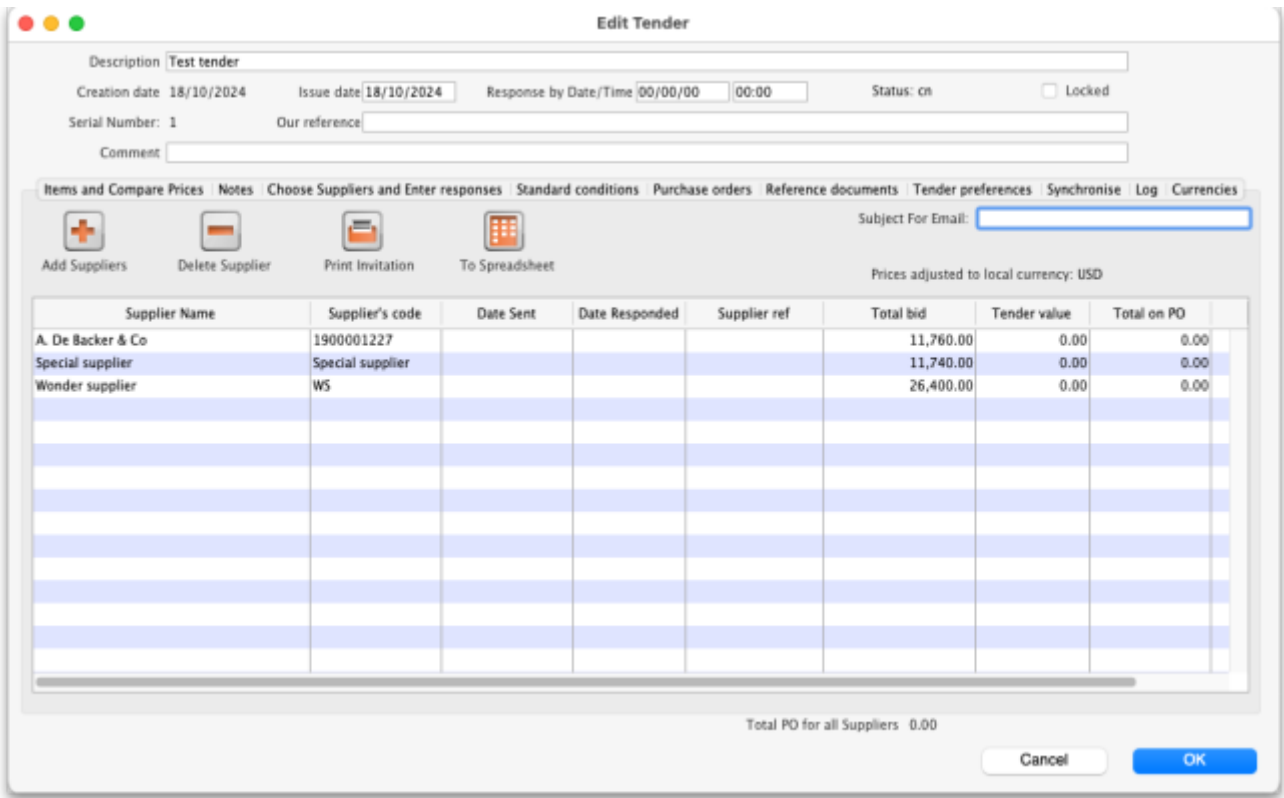 Edit Tender
Description Test tender
Creation date 18/10/2024 Issue date 18/10/2024 Response by Date/Time 00/00/00 00:00 Status: cn Locked
Serial Number: 1 Our reference
Comment
Items and Compare Prices Notes Choose Suppliers and Enter responses Standard conditions Purchase orders Reference documents Tender preferences Synchronise Log Currencies
Subject For Email:
Add Suppliers Delete Supplier Print Invitation To Spreadsheet
Prices adjusted to local currency: USD
Supplier Name Supplier's code Date Sent Date Responded Supplier ref Total bid Tender value Total on PO
A. De Backer & Co 1900001227 11,760.00 0.00 0.00
Special supplier Special supplier 11,740.00 0.00 0.00
Wonder supplier WS 26,400.00 0.00 0.00
Total PO for all Suppliers 0.00
Cancel OK